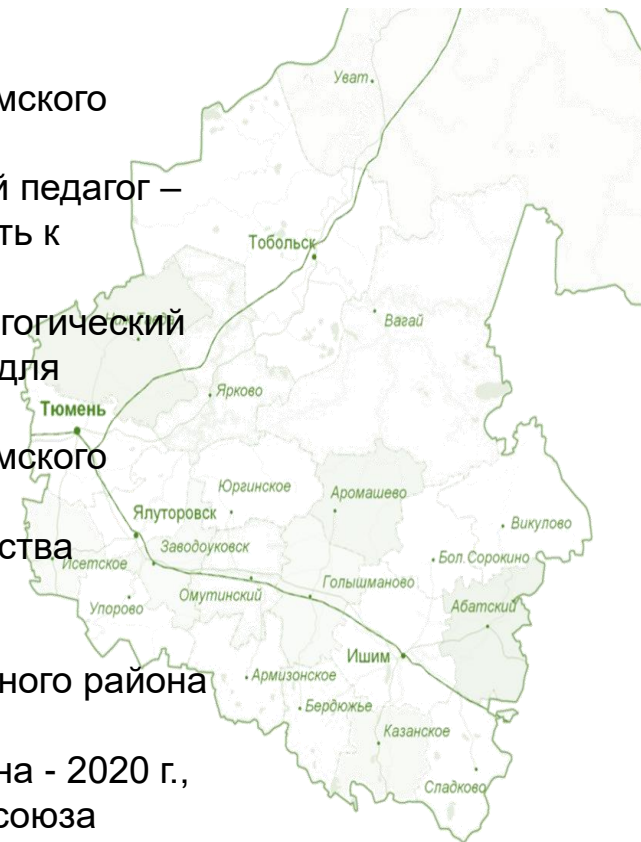 мского
й педагог –
ть к
гогический
для
мского
ства
ного района
на - 2020 г.,
союза
Уват
Тобольск
Вагай
Ярково
Тюмень
Юргинское
Аромашево
Ялуторовск
Викулово
Заводоуковск
Бол.Сорокино
Исетское
Голышманово
Омутинский
Абатский
Упорово
Ишим
Армизонское
Бердюжье
Казанское
Сладково